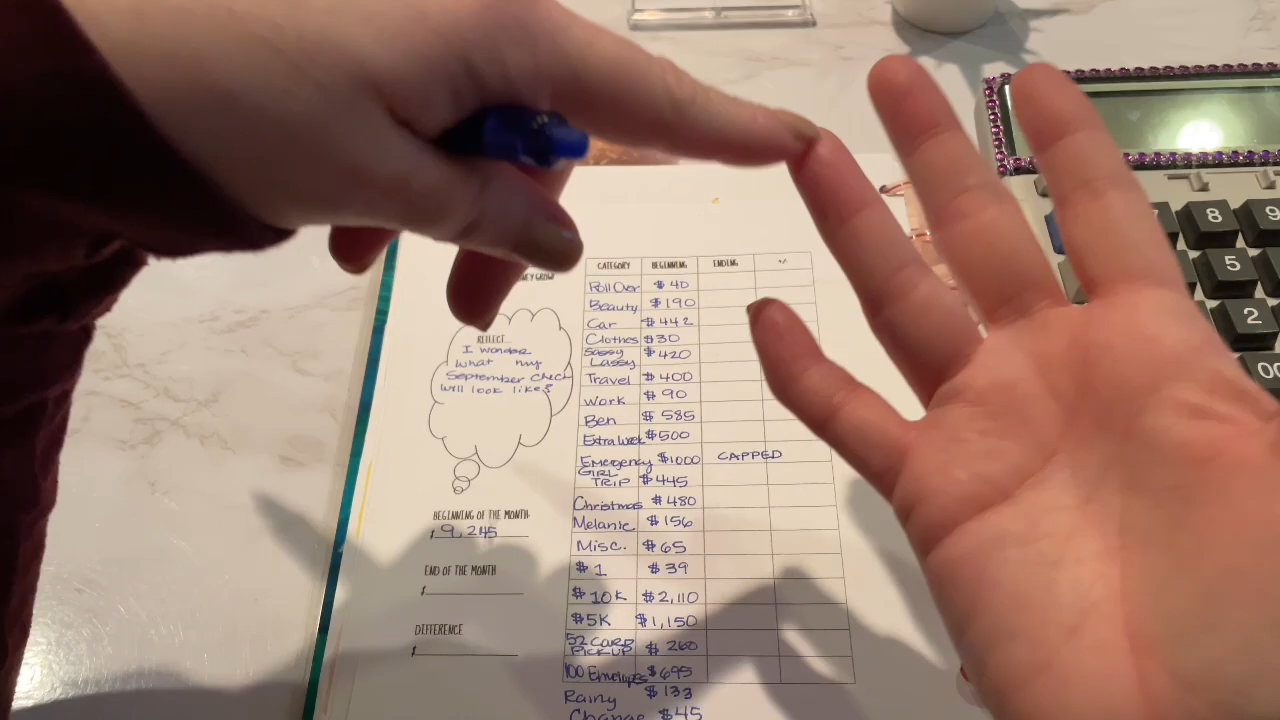 EY GROW
CATEGORY BEGINNING ENDING +/-
Roll Over $40
Beauty $190
Car $442
Clothes $30
Sassy Lassy $420
Travel $400
Work $90
Ben $585
Extra Week $500
Emergency $1000 CAPPED
GIRL TRIP $445
Christmas $480
Melanie $156
Misc. $65
$1 $39
$10K $2,110
$5K $1,150
52 CARD PICKUP $260
100 Envelopes $695
Rainy $133
Change $45
REFLECT...
I wonder
what my
September check
will look like?
BEGINNING OF THE MONTH
$ 9,245
END OF THE MONTH
$
DIFFERENCE
$
8 9
5
2
00